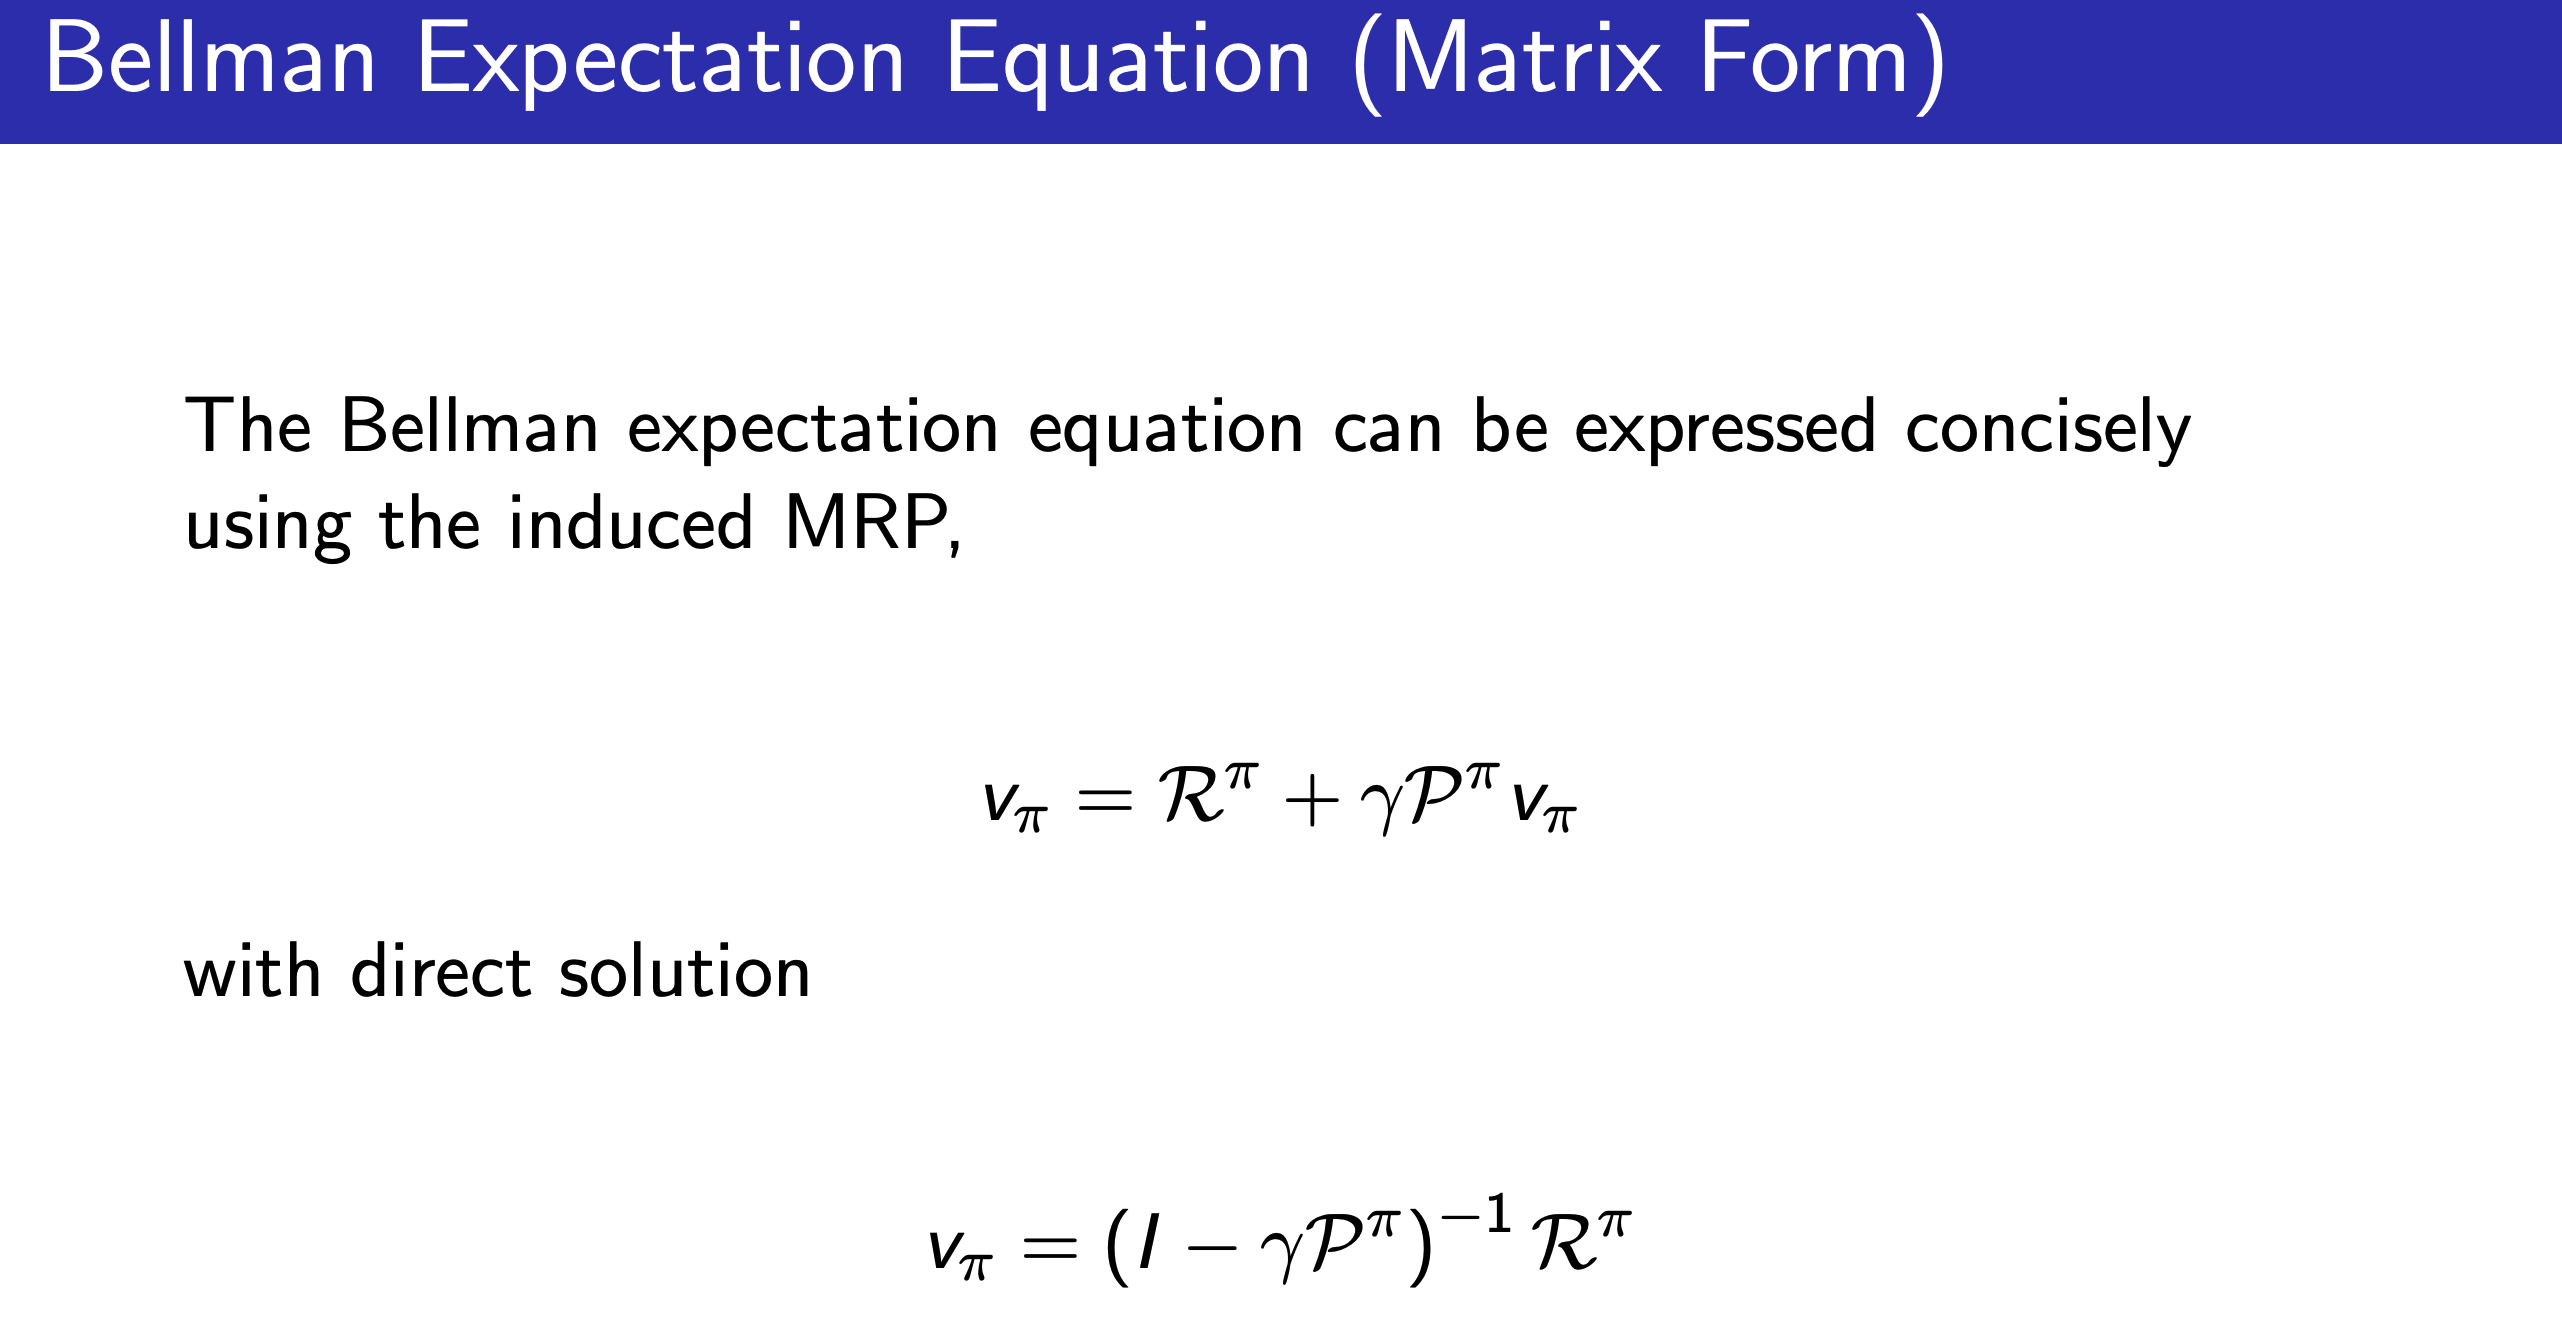 Bellman Expectation Equation (Matrix Form)
The Bellman expectation equation can be expressed concisely
using the induced MRP,
$v_\pi = \mathcal{R}^\pi + \gamma \mathcal{P}^\pi v_\pi$
with direct solution
$v_\pi = (I - \gamma \mathcal{P}^\pi)^{-1} \mathcal{R}^\pi$